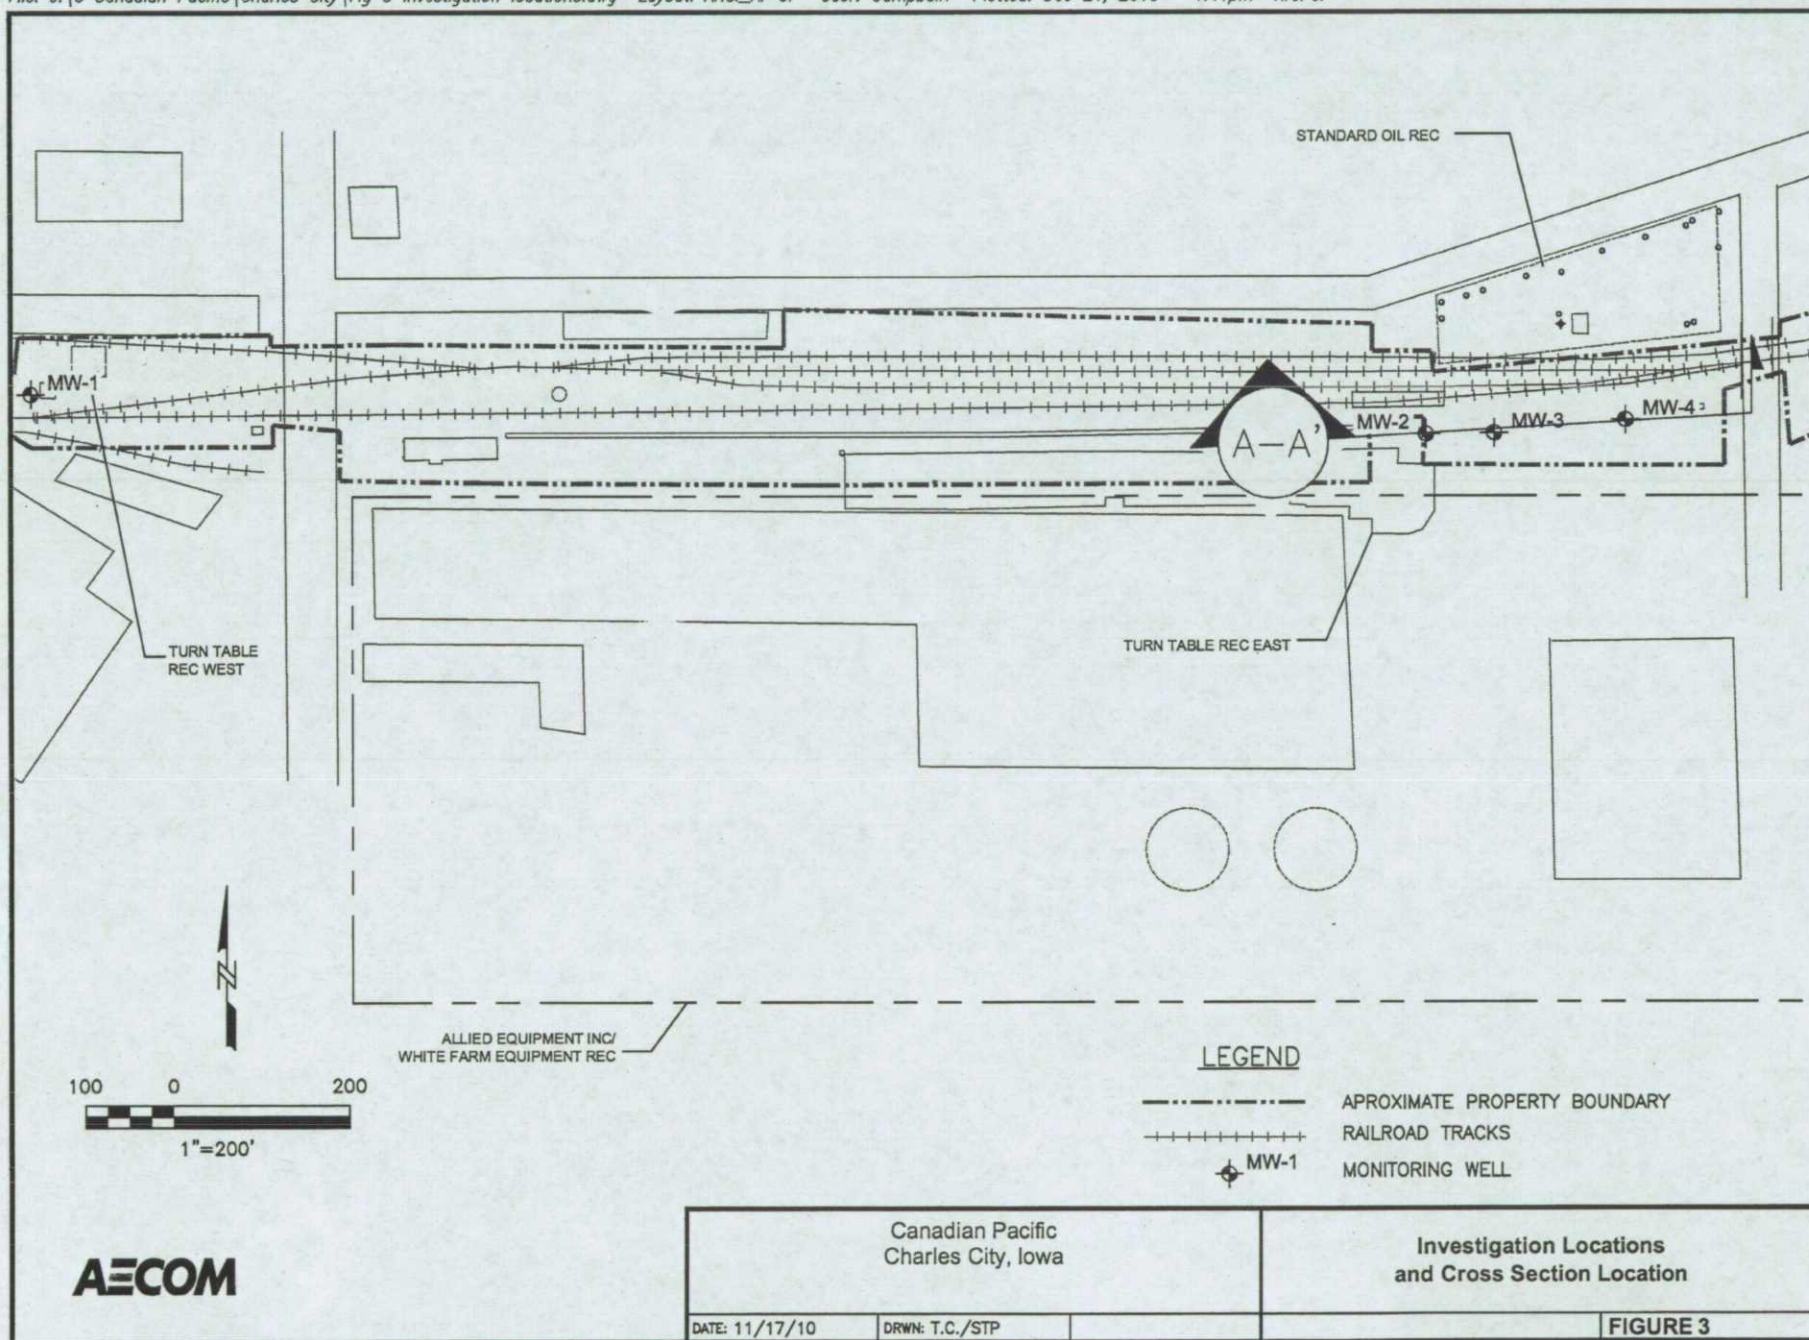 STANDARD OIL REC
MW-1
MW-2
MW-3
MW-4
A-A'
TURN TABLE
REC WEST
TURN TABLE REC EAST
N
ALLIED EQUIPMENT INC/
WHITE FARM EQUIPMENT REC
100 0 200
1"=200'
LEGEND
APROXIMATE PROPERTY BOUNDARY
RAILROAD TRACKS
MW-1 MONITORING WELL
AECOM
Canadian Pacific
Charles City, Iowa
Investigation Locations
and Cross Section Location
DATE: 11/17/10
DRWN: T.C./STP
FIGURE 3